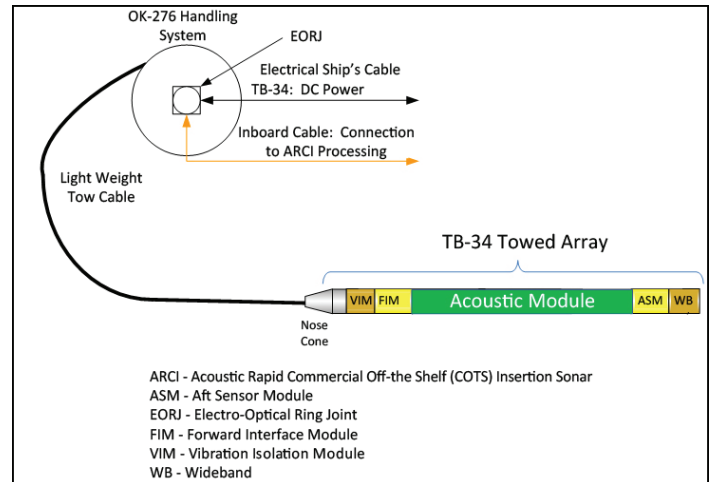 OK-276 Handling
System
EORJ
Electrical Ship's Cable
TB-34: DC Power
Inboard Cable: Connection
to ARCI Processing
Light Weight
Tow Cable
TB-34 Towed Array
VIM
FIM
Acoustic Module
ASM
WB
Nose
Cone
ARCI - Acoustic Rapid Commercial Off-the Shelf (COTS) Insertion Sonar
ASM - Aft Sensor Module
EORJ - Electro-Optical Ring Joint
FIM - Forward Interface Module
VIM - Vibration Isolation Module
WB - Wideband